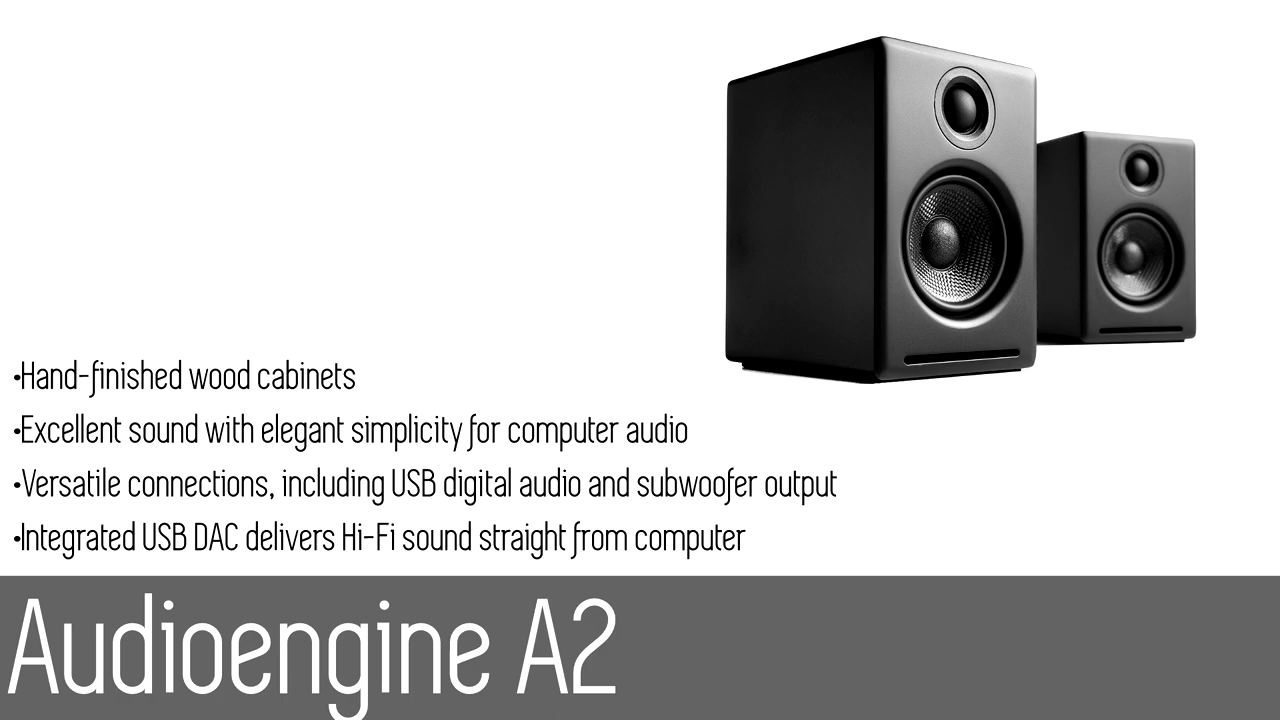 •Hand-finished wood cabinets
•Excellent sound with elegant simplicity for computer audio
•Versatile connections, including USB digital audio and subwoofer output
•Integrated USB DAC delivers Hi-Fi sound straight from computer
Audioengine A2